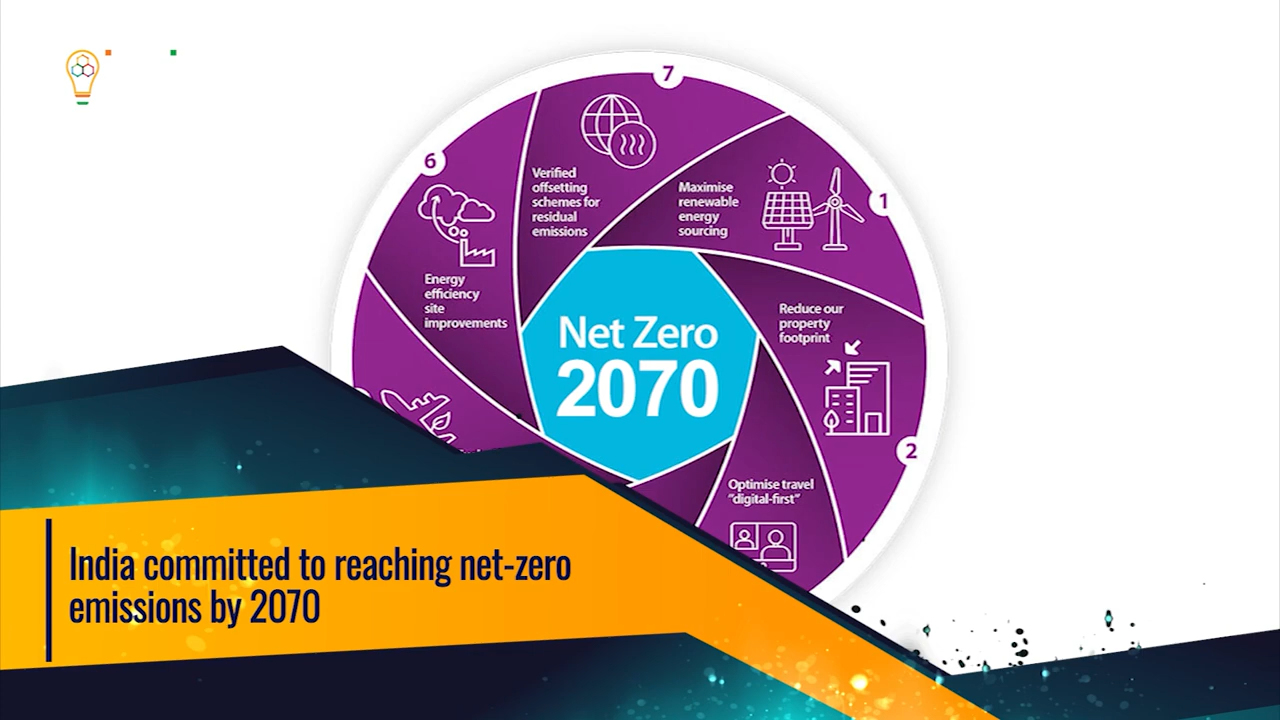 7
6
1
Verified
offsetting
schemes for
residual
emissions
Maximise
renewable
energy
sourcing
Energy
efficiency
site
improvements
Reduce our
property
footprint
Net Zero
2070
2
Optimise travel
"digital-first"
India committed to reaching net-zero
emissions by 2070